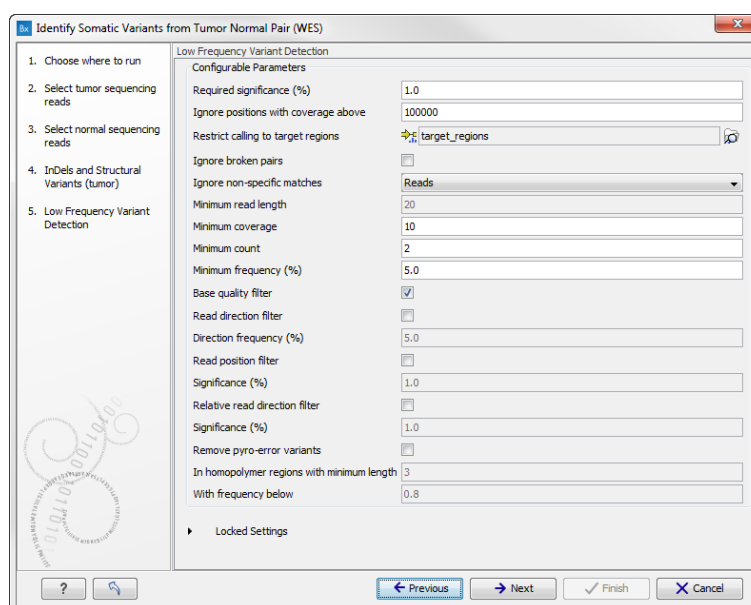 Bx Identify Somatic Variants from Tumor Normal Pair (WES)
1. Choose where to run
2. Select tumor sequencing
reads
3. Select normal sequencing
reads
4. InDels and Structural
Variants (tumor)
5. Low Frequency Variant
Detection
Low Frequency Variant Detection
Configurable Parameters
Required significance (%) 1.0
Ignore positions with coverage above 100000
Restrict calling to target regions target_regions
Ignore broken pairs
Ignore non-specific matches Reads
Minimum read length 20
Minimum coverage 10
Minimum count 2
Minimum frequency (%) 5.0
Base quality filter
Read direction filter
Direction frequency (%) 5.0
Read position filter
Significance (%) 1.0
Relative read direction filter
Significance (%) 1.0
Remove pyro-error variants
In homopolymer regions with minimum length 3
With frequency below 0.8
Locked Settings
? Previous Next Finish Cancel